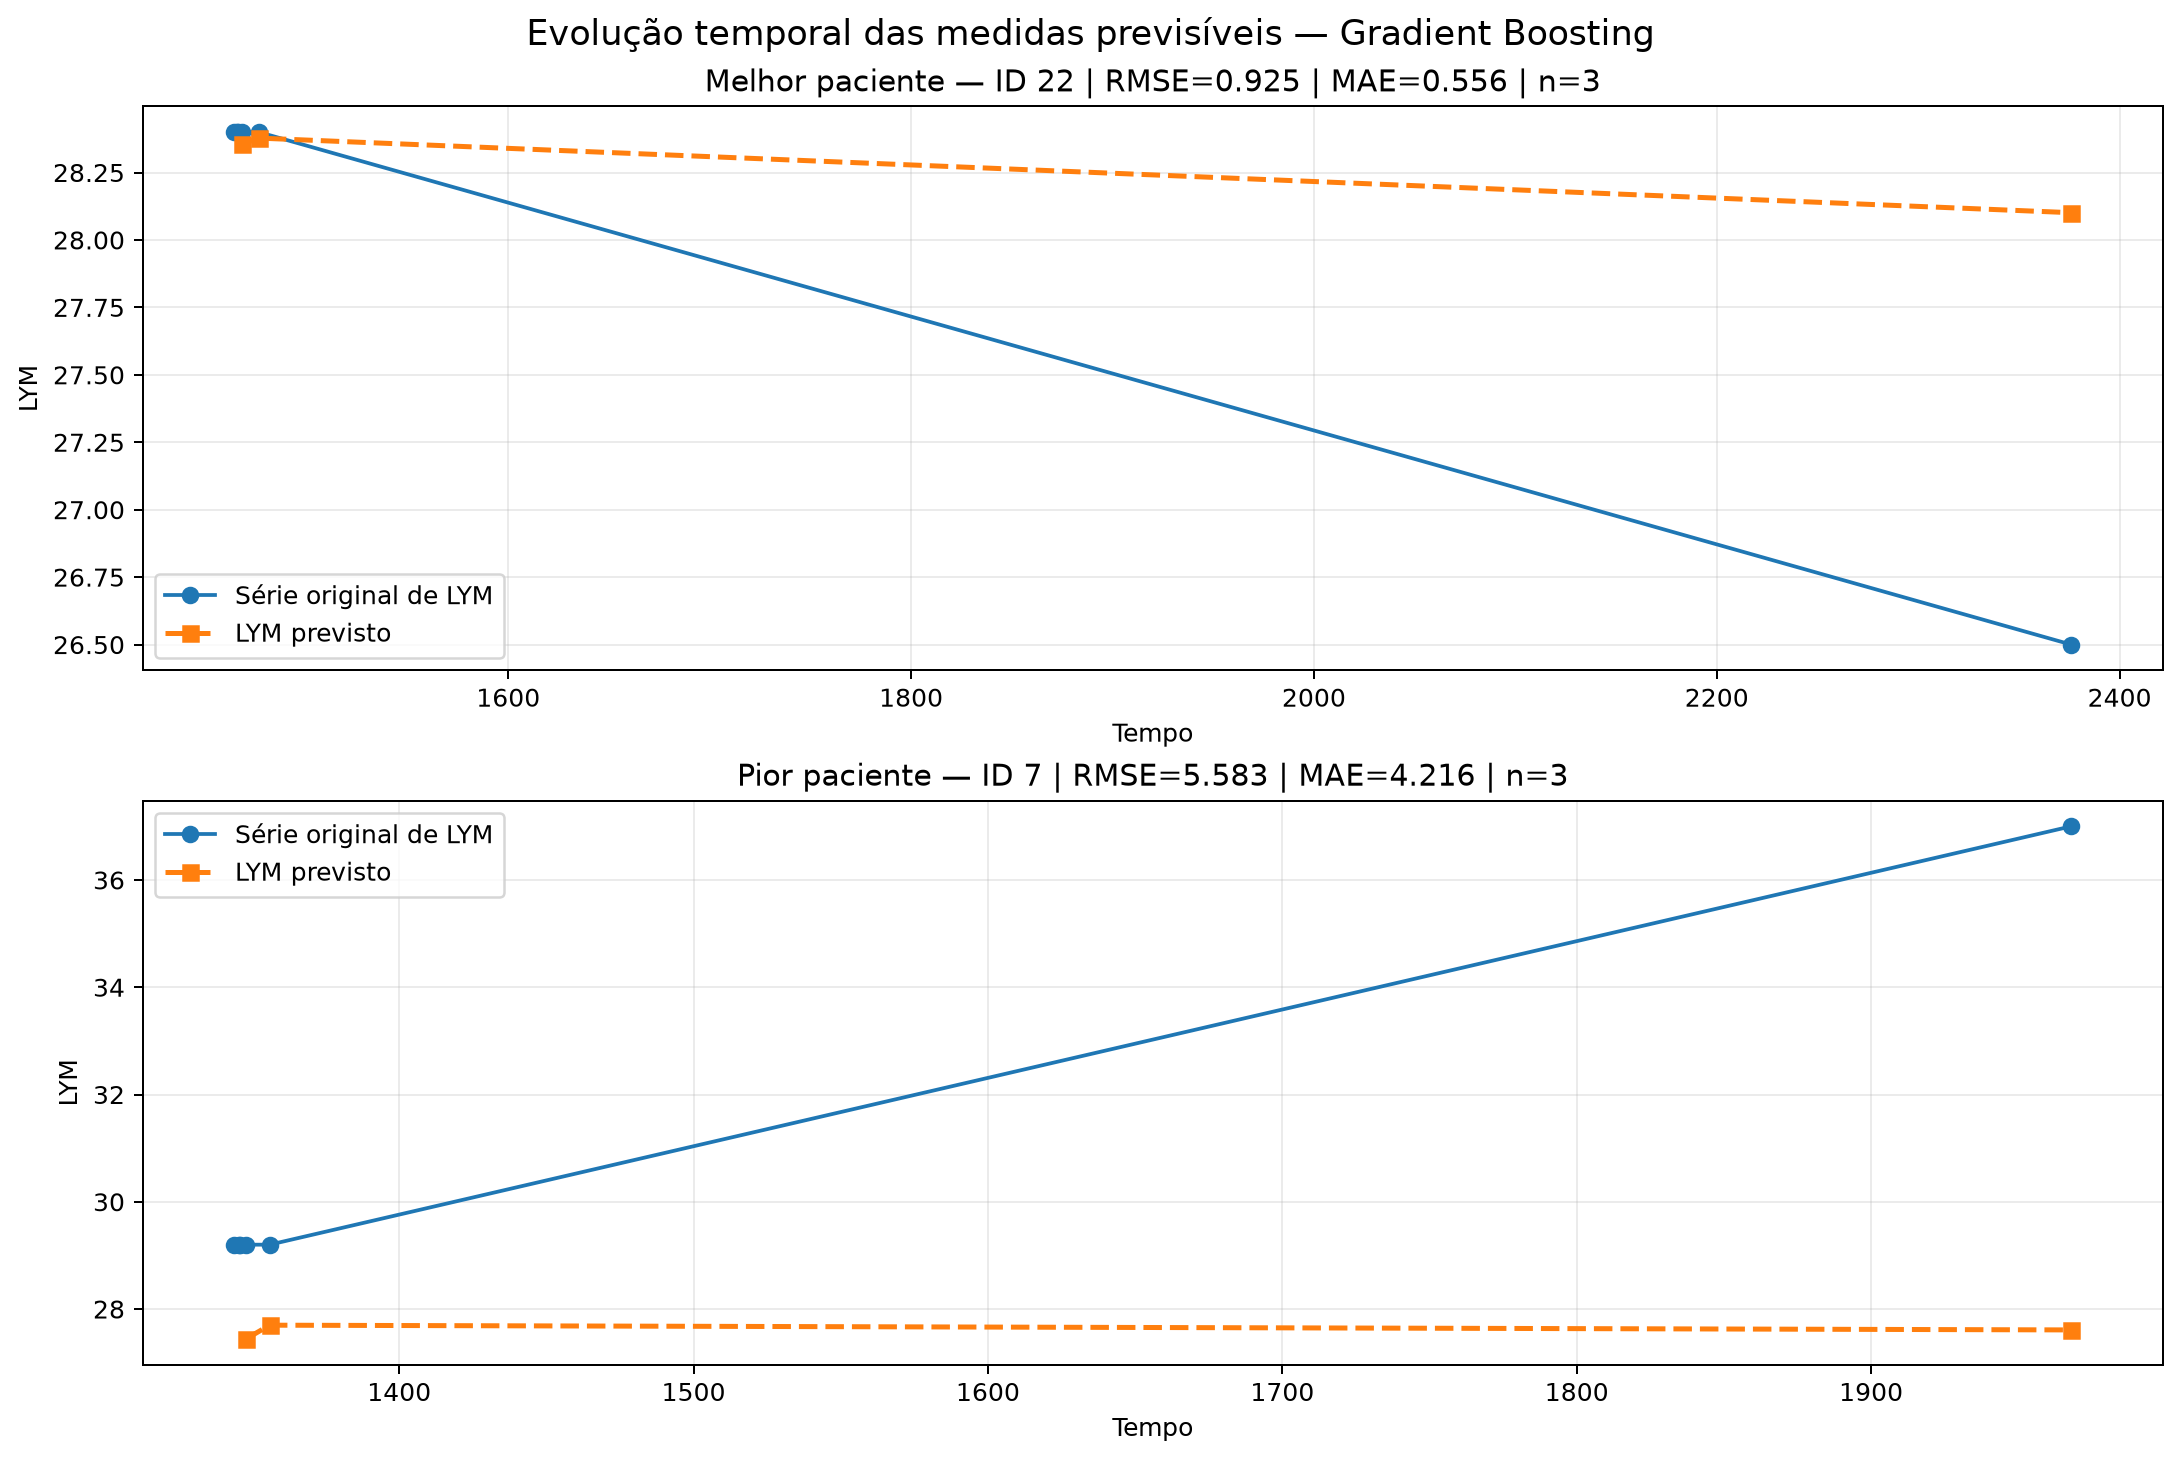 Evolução temporal das medidas previsíveis — Gradient Boosting
Melhor paciente — ID 22 | RMSE=0.925 | MAE=0.556 | n=3
28.25
28.00
27.75
27.50
27.25
27.00
26.75
26.50
LYM
Série original de LYM
LYM previsto
1600
1800
2000
2200
2400
Tempo
Pior paciente — ID 7 | RMSE=5.583 | MAE=4.216 | n=3
Série original de LYM
LYM previsto
36
34
32
30
28
LYM
1400
1500
1600
1700
1800
1900
Tempo